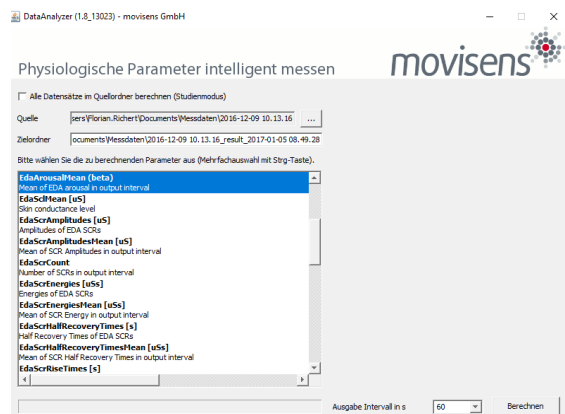 DataAnalyzer (1.8_13023) - movisens GmbH
Physiologische Parameter intelligent messen
movisens
Alle Datensätze im Quellordner berechnen (Studienmodus)
Quelle sers\Florian.Richert\Documents\Messdaten\2016-12-09 10.13.16 ...
Zielordner ocuments\Messdaten\2016-12-09 10.13.16_result_2017-01-05 08.49.28
Bitte wählen Sie die zu berechnenden Parameter aus (Mehrfachauswahl mit Strg-Taste).
EdaArousalMean (beta)
Mean of EDA arousal in output interval
EdaSclMean [uS]
Skin conductance level
EdaScrAmplitudes [uS]
Amplitudes of EDA SCRs
EdaScrAmplitudesMean [uS]
Mean of SCR Amplitudes in output interval
EdaScrCount
Number of SCRs in output interval
EdaScrEnergies [uSs]
Energies of EDA SCRs
EdaScrEnergiesMean [uSs]
Mean of SCR Energy in output interval
EdaScrHalfRecoveryTimes [s]
Half Recovery Times of EDA SCRs
EdaScrHalfRecoveryTimesMean [uSs]
Mean of SCR Half Recovery Times in output interval
EdaScrRiseTimes [s]
Ausgabe Intervall in s 60 Berechnen